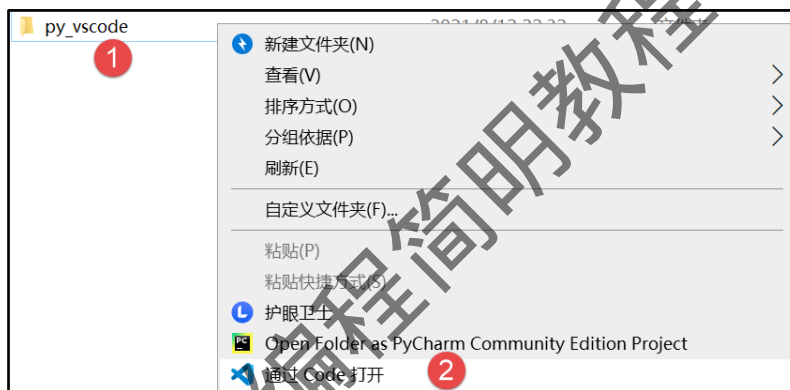 py_vscode
1
新建文件夹(N)
查看(V)
排序方式(O)
分组依据(P)
刷新(E)
自定义文件夹(F)...
粘贴(P)
粘贴快捷方式(S)
护眼卫士
Open Folder as PyCharm Community Edition Project
通过 Code 打开
2
编程简明教程